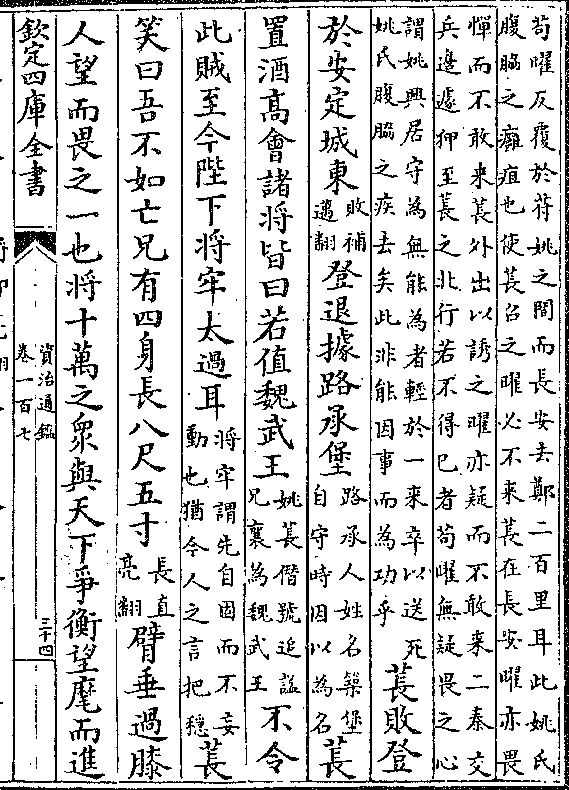 苟曜反覆於苻姚之間而長安去鄭二百里耳此姚氏
腹脇之癰疽也使萇召之曜必不来萇在長安曜亦畏
憚而不敢来萇外出以誘之曜亦疑而不敢来二秦交
兵邊遽狎至萇之北行若不得已者苟曜無疑畏之心
謂姚興居守為無能為者輕於一来卒以送死
姚氏腹脇之疾去矣此非能因事而為功乎
萇敗登
於安定城東
敗補
邁翻
登退據路承堡
路承人姓名築堡
自守時因以為名
萇
置酒髙會諸將皆曰若值魏武王
姚萇僭號追諡
兄襄為魏武王
不令
此賊至今陛下將牢太過耳
將牢謂先自固而不妄
動也猶今人之言把穩
萇
笑曰吾不如亡兄有四身長八尺五寸
長直
亮翻
臂垂過膝
人望而畏之一也將十萬之衆與天下爭衡望麾而進
欽定四庫全書
資治通鑑
卷一百七
三十四